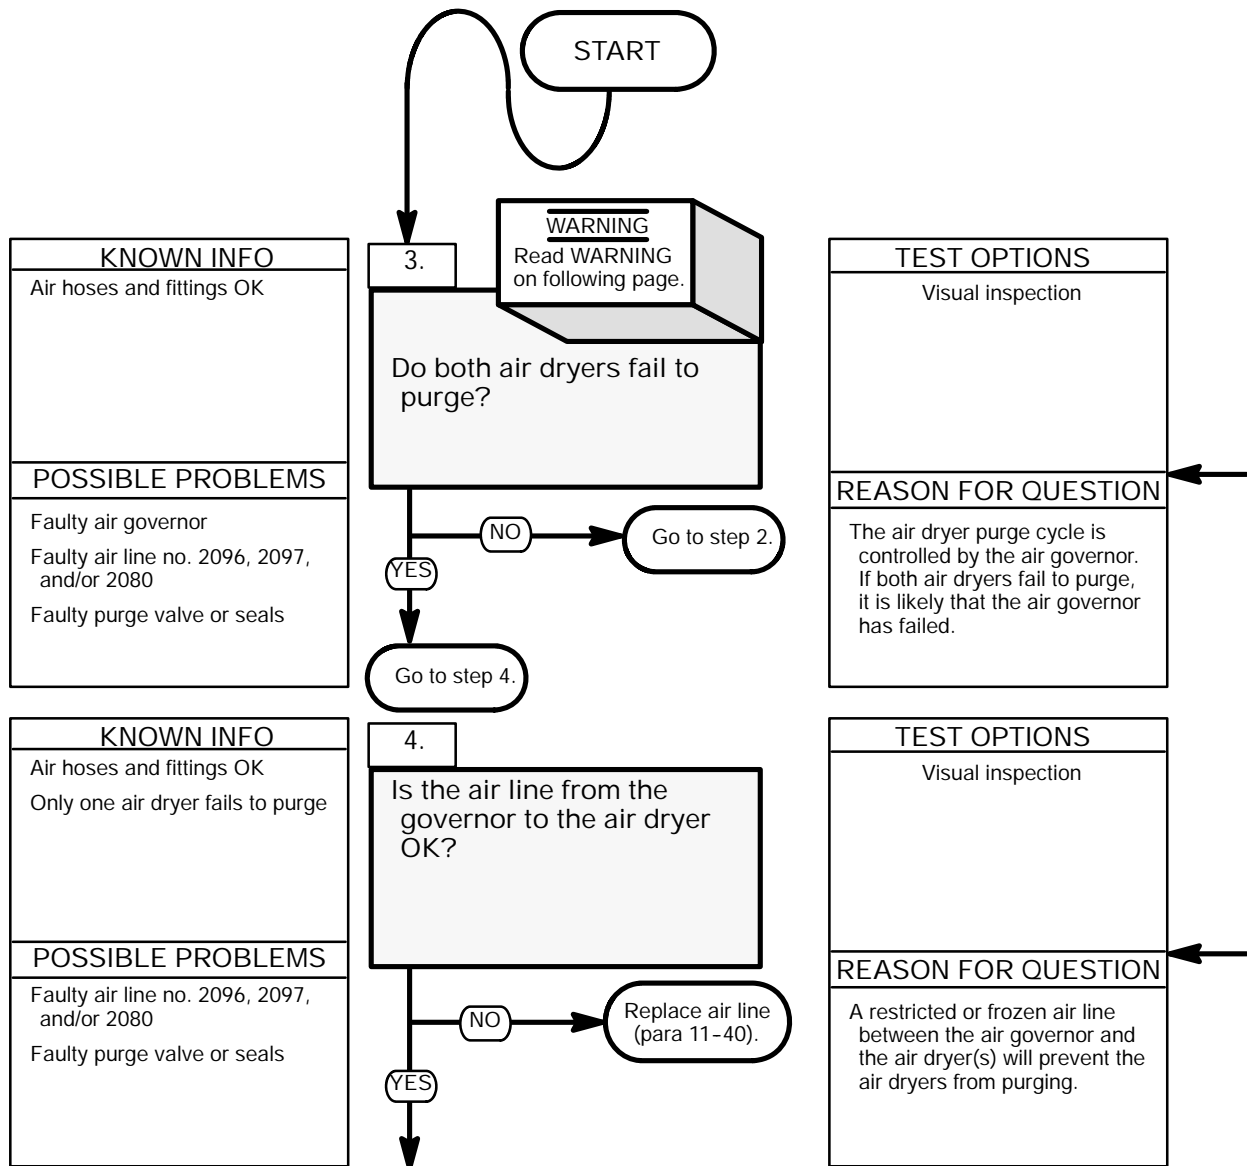 START
WARNING
Read WARNING
on following page.
KNOWN INFO
Air hoses and fittings OK
POSSIBLE PROBLEMS
Faulty air governor
Faulty air line no. 2096, 2097,
and/or 2080
Faulty purge valve or seals
3.
Do both air dryers fail to
purge?
NO
Go to step 2.
YES
Go to step 4.
TEST OPTIONS
Visual inspection
REASON FOR QUESTION
The air dryer purge cycle is
controlled by the air governor.
If both air dryers fail to purge,
it is likely that the air governor
has failed.
KNOWN INFO
Air hoses and fittings OK
Only one air dryer fails to purge
POSSIBLE PROBLEMS
Faulty air line no. 2096, 2097,
and/or 2080
Faulty purge valve or seals
4.
Is the air line from the
governor to the air dryer
OK?
NO
Replace air line
(para 11-40).
YES
TEST OPTIONS
Visual inspection
REASON FOR QUESTION
A restricted or frozen air line
between the air governor and
the air dryer(s) will prevent the
air dryers from purging.